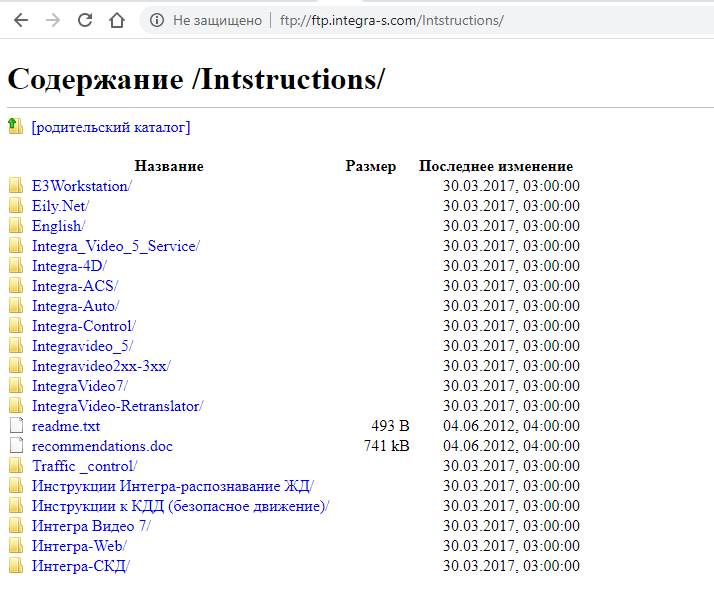 Не защищено | ftp://ftp.integra-s.com/Intstructions/
Содержание /Intstructions/
[родительский каталог]
Название Размер Последнее изменение
E3Workstation/ 30.03.2017, 03:00:00
Eily.Net/ 30.03.2017, 03:00:00
English/ 30.03.2017, 03:00:00
Integra_Video_5_Service/ 30.03.2017, 03:00:00
Integra-4D/ 30.03.2017, 03:00:00
Integra-ACS/ 30.03.2017, 03:00:00
Integra-Auto/ 30.03.2017, 03:00:00
Integra-Control/ 30.03.2017, 03:00:00
Integravideo_5/ 30.03.2017, 03:00:00
Integravideo2xx-3xx/ 30.03.2017, 03:00:00
IntegraVideo7/ 30.03.2017, 03:00:00
IntegraVideo-Retranslator/ 30.03.2017, 03:00:00
readme.txt 493 B 04.06.2012, 04:00:00
recommendations.doc 741 kB 04.06.2012, 04:00:00
Traffic _control/ 30.03.2017, 03:00:00
Инструкции Интегра-распознавание ЖД/ 30.03.2017, 03:00:00
Инструкции к КДД (безопасное движение)/ 30.03.2017, 03:00:00
Интегра Видео 7/ 30.03.2017, 03:00:00
Интегра-Web/ 30.03.2017, 03:00:00
Интегра-СКД/ 30.03.2017, 03:00:00